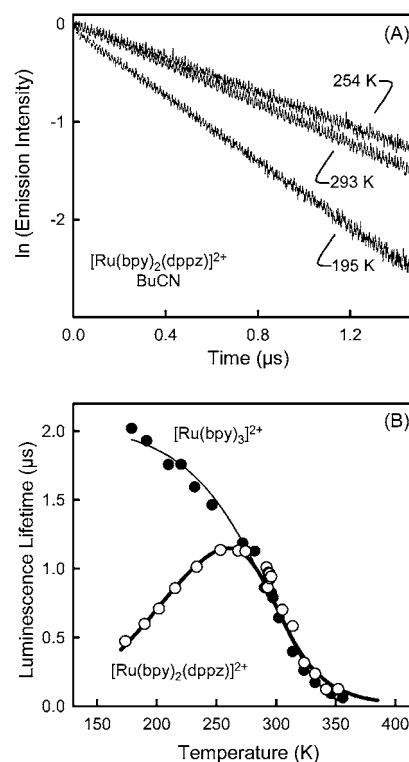 (A)
0
-1
-2
ln (Emission Intensity)
254 K
293 K
195 K
[Ru(bpy)₂(dppz)]²⁺
BuCN
0.0 0.4 0.8 1.2
Time (µs)
(B)
2.0
1.5
1.0
0.5
0.0
Luminescence Lifetime (µs)
[Ru(bpy)₃]²⁺
[Ru(bpy)₂(dppz)]²⁺
150 200 250 300 350 400
Temperature (K)